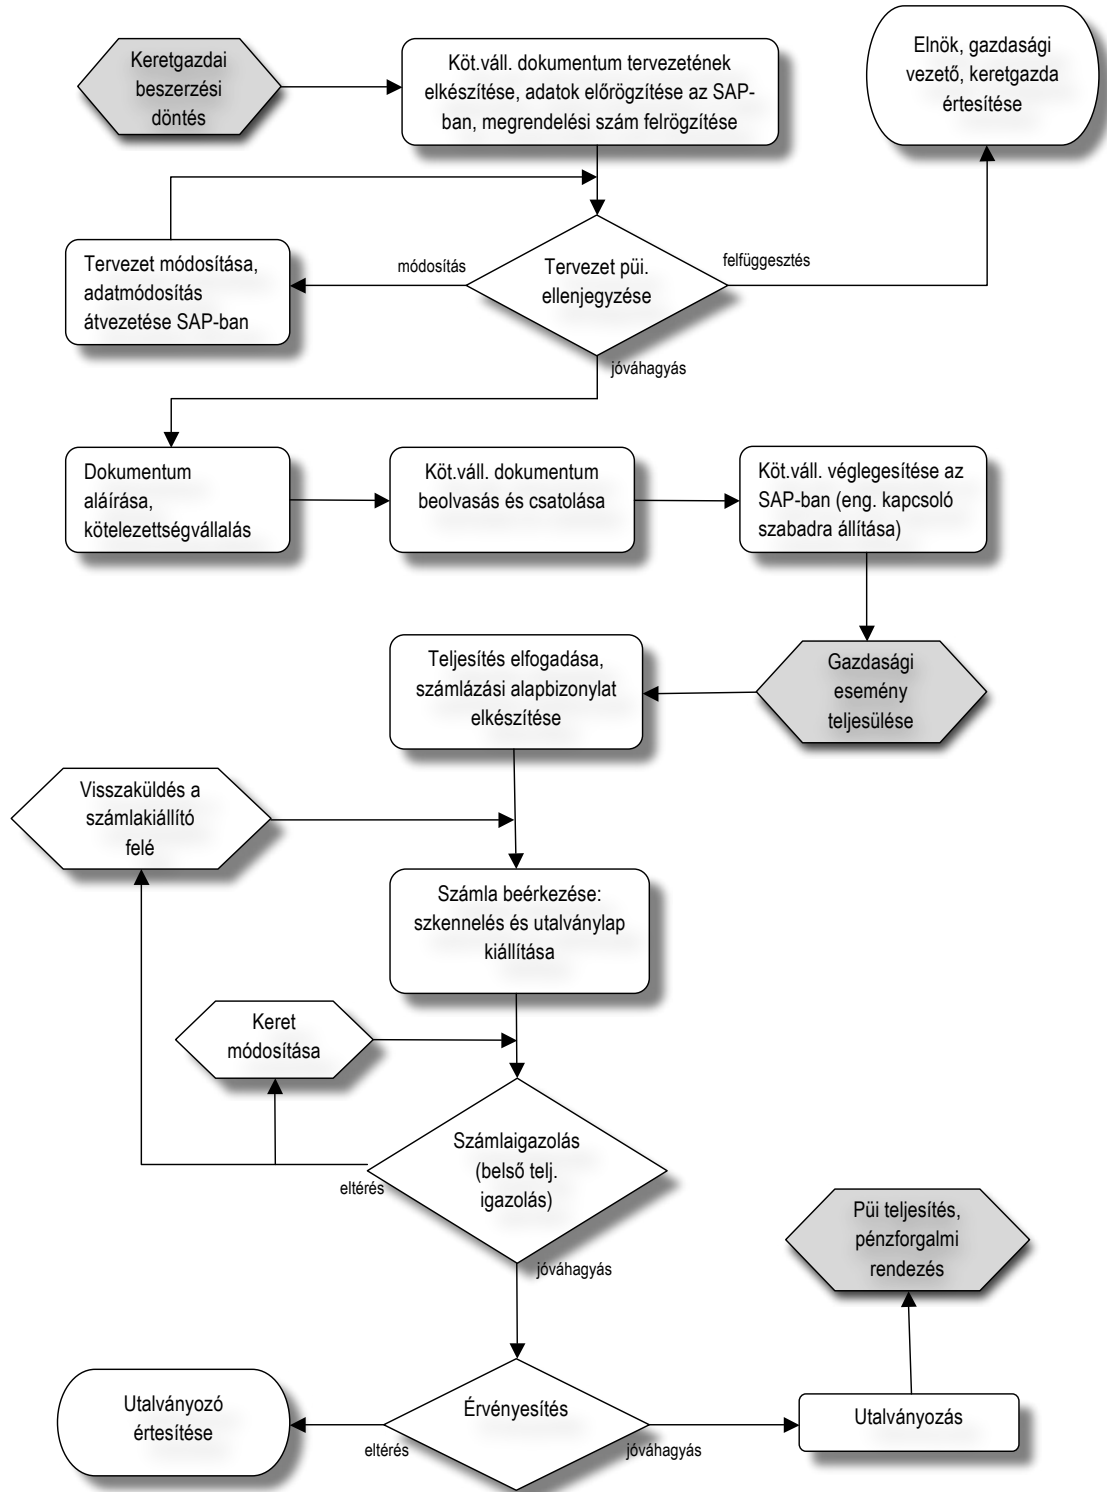 Keretgazdai
beszerzési
döntés
Köt.váll. dokumentum tervezetének
elkészítése, adatok előrögzítése az SAP-
ban, megrendelési szám felrögzítése
Elnök, gazdasági
vezető, keretgazda
értesítése
Tervezet módosítása,
adatmódosítás
átvezetése SAP-ban
módosítás
Tervezet püi.
ellenjegyzése
felfüggesztés
jóváhagyás
Dokumentum
aláírása,
kötelezettségvállalás
Köt.váll. dokumentum
beolvasás és csatolása
Köt.váll. véglegesítése az
SAP-ban (eng. kapcsoló
szabadra állítása)
Teljesítés elfogadása,
számlázási alapbizonylat
elkészítése
Gazdasági
esemény
teljesülése
Visszaküldés a
számlakiállító
felé
Számla beérkezése:
szkennelés és utalványlap
kiállítása
Keret
módosítása
Számlaigazolás
(belső telj.
igazolás)
eltérés
jóváhagyás
Püi teljesítés,
pénzforgalmi
rendezés
Utalványozó
értesítése
eltérés
Érvényesítés
jóváhagyás
Utalványozás